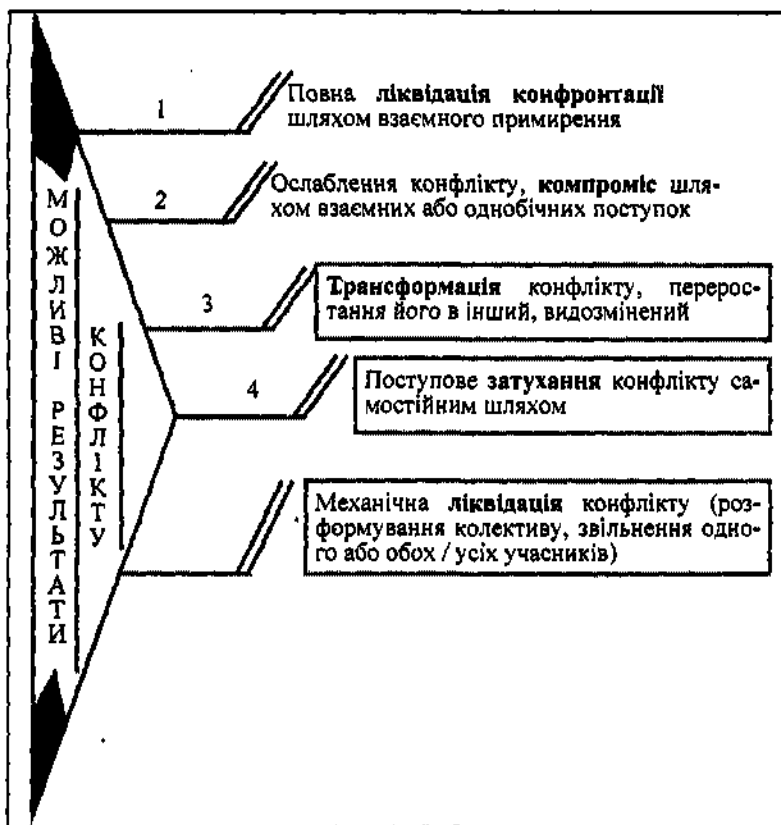 МОЖЛИВІ РЕЗУЛЬТАТИ
КОНФЛІКТУ
1
Повна ліквідація конфронтації
шляхом взаємного примирення
2
Ослаблення конфлікту, компроміс шля-
хом взаємних або однобічних поступок
3
Трансформація конфлікту, перерос-
тання його в інший, видозмінений
4
Поступове затухання конфлікту са-
мостійним шляхом
Механічна ліквідація конфлікту (роз-
формування колективу, звільнення одно-
го або обох / усіх учасників)